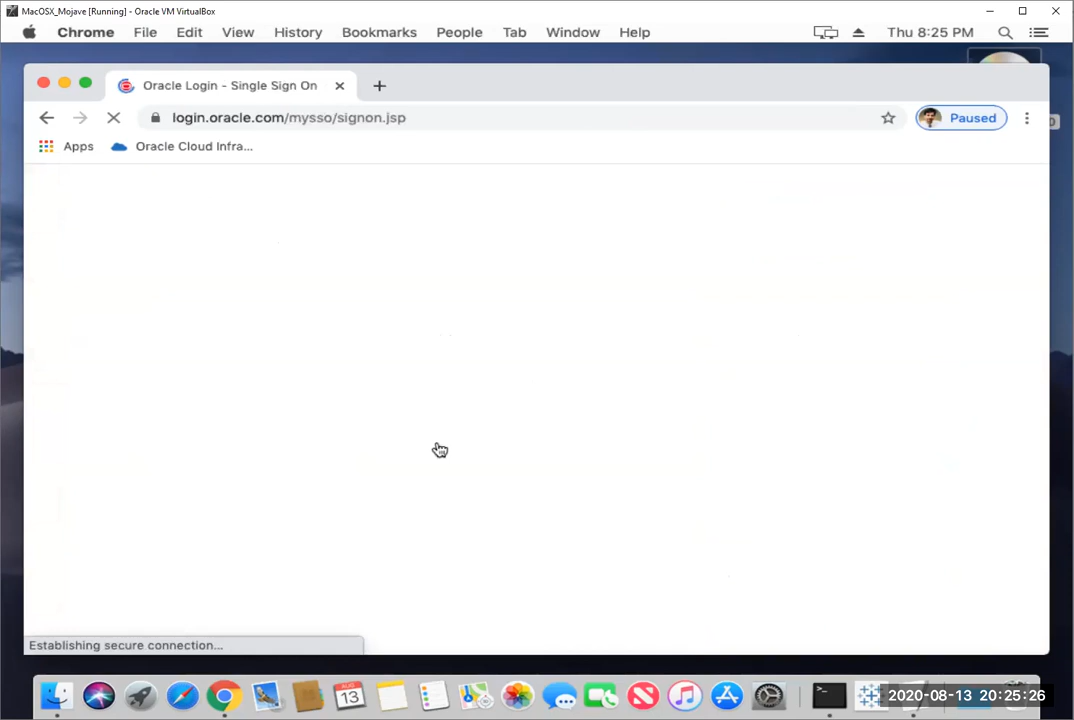 MacOSX_Mojave [Running] - Oracle VM VirtualBox
Chrome File Edit View History Bookmarks People Tab Window Help Thu 8:25 PM
Oracle Login - Single Sign On
login.oracle.com/mysso/signon.jsp Paused
Apps Oracle Cloud Infra...
Establishing secure connection...
AUG
13
2020-08-13 20:25:26